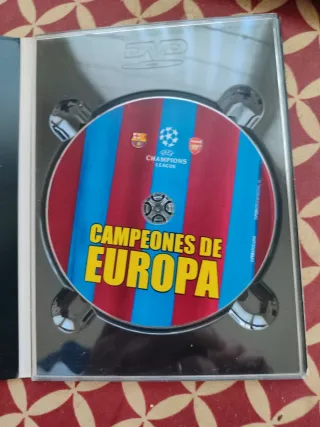 DVD
CHAMPIONS
LEAGUE
CAMPEONES DE
EUROPA